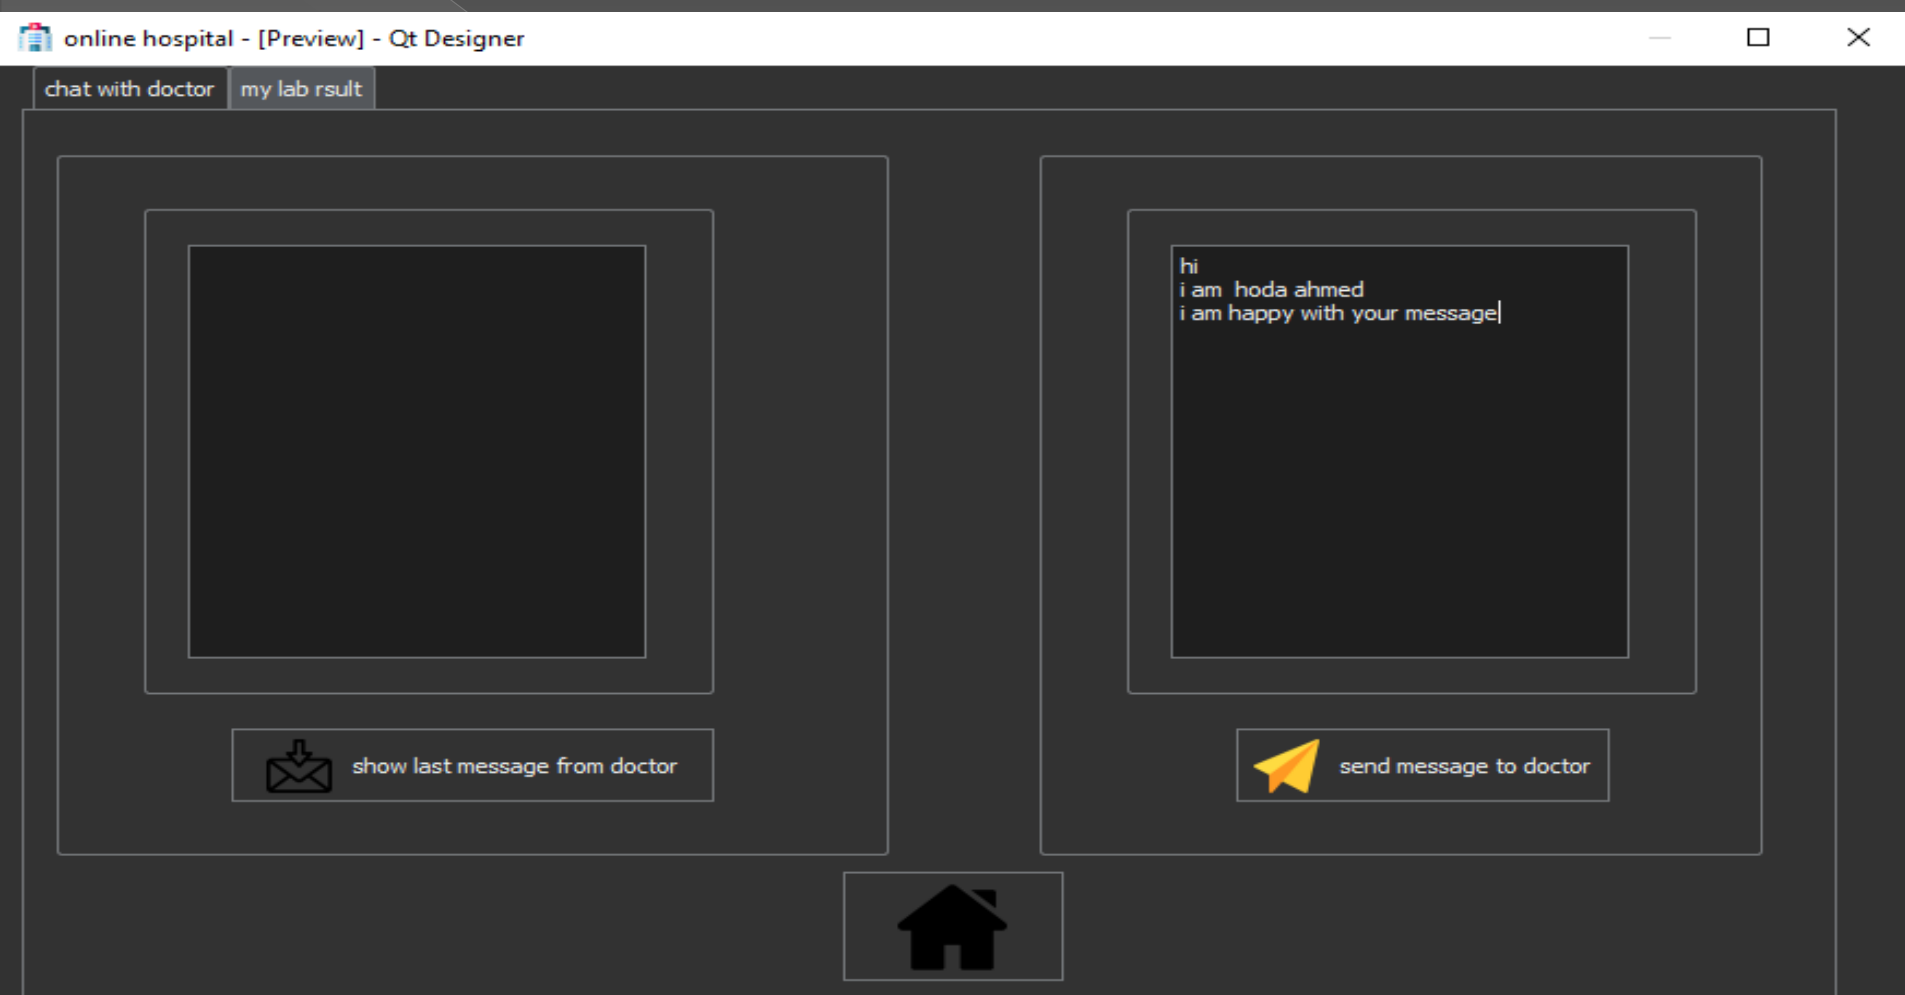 online hospital - [Preview] - Qt Designer
chat with doctor
my lab rsult
hi
i am  hoda ahmed
i am happy with your message
show last message from doctor
send message to doctor